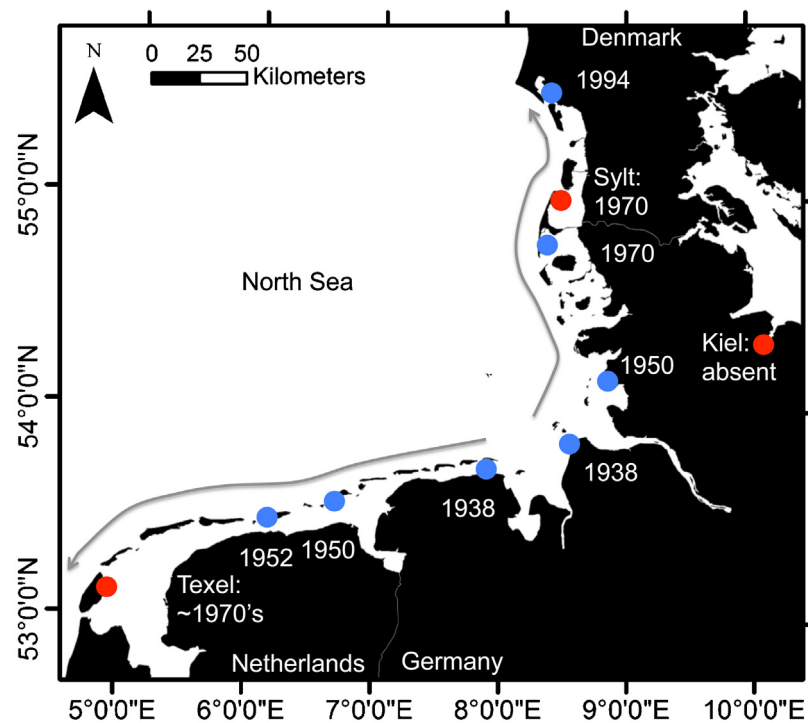 Denmark
N
0 25 50
Kilometers
1994
55°0'0"N
Sylt:
1970
1970
North Sea
Kiel:
absent
1950
54°0'0"N
1938
1938
1950
1952
Texel:
~1970's
53°0'0"N
Netherlands
Germany
5°0'0"E 6°0'0"E 7°0'0"E 8°0'0"E 9°0'0"E 10°0'0"E